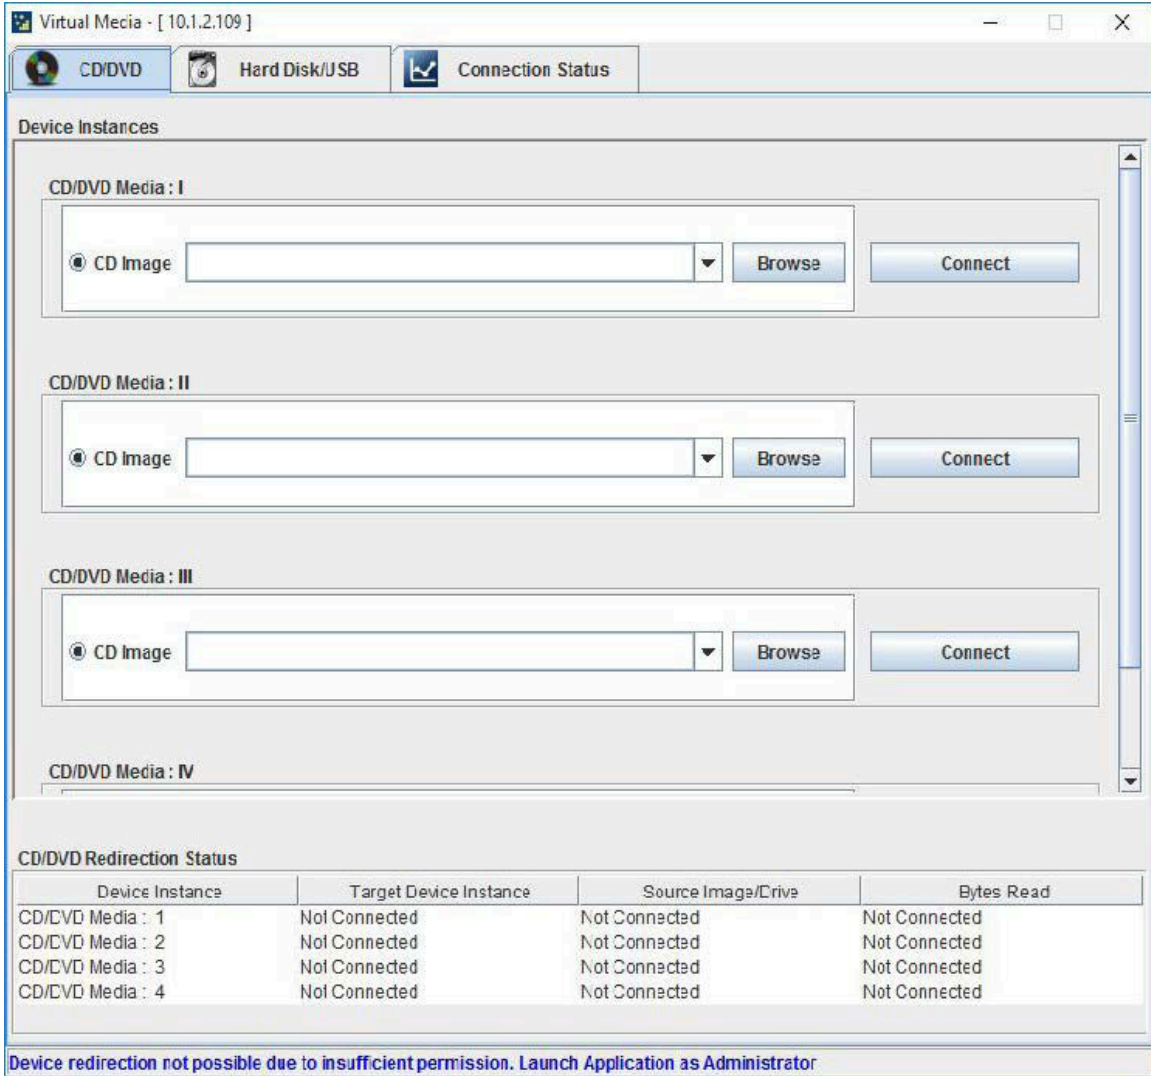 Virtual Media - [ 10.1.2.109 ]
CD/DVD Hard Disk/USB Connection Status
Device Instances
CD/DVD Media : I
CD Image Browse Connect
CD/DVD Media : II
CD Image Browse Connect
CD/DVD Media : III
CD Image Browse Connect
CD/DVD Media : IV
CD/DVD Redirection Status
Device Instance Target Device Instance Source Image/Drive Bytes Read
CD/DVD Media : 1 Not Connected Not Connected Not Connected
CD/DVD Media : 2 Not Connected Not Connected Not Connected
CD/DVD Media : 3 Not Connected Not Connected Not Connected
CD/DVD Media : 4 Not Connected Not Connected Not Connected
Device redirection not possible due to insufficient permission. Launch Application as Administrator